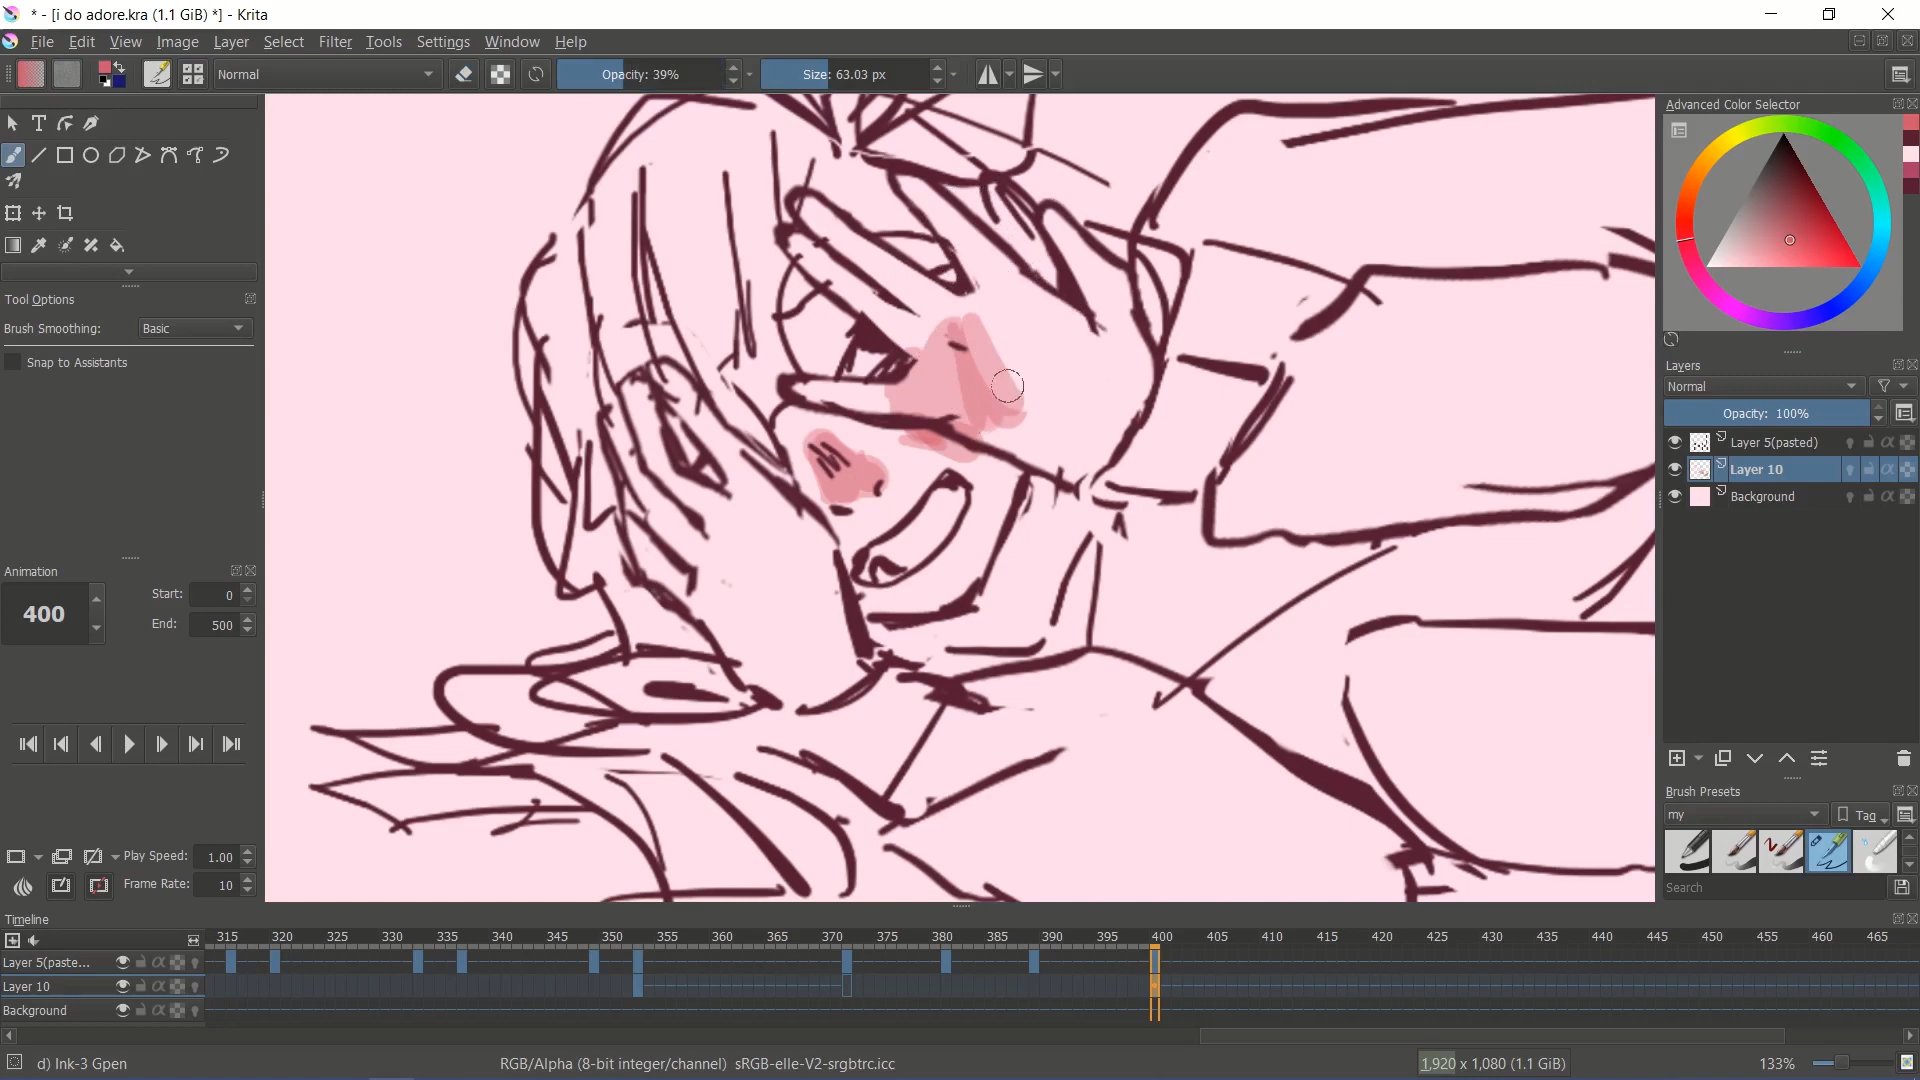 * - [i do adore.kra (1.1 GiB) *] - Krita
File Edit View Image Layer Select Filter Tools Settings Window Help
Normal
Opacity: 39%
Size: 63.03 px
Advanced Color Selector
Tool Options
Brush Smoothing: Basic
Snap to Assistants
Layers
Normal
Opacity: 100%
Layer 5(pasted)
Layer 10
Background
Animation
400
Start: 0
End: 500
Play Speed: 1.00
Frame Rate: 10
Brush Presets
my
Tag
Search
Timeline
315 320 325 330 335 340 345 350 355 360 365 370 375 380 385 390 395 400 405 410 415 420 425 430 435 440 445 450 455 460 465
Layer 5(paste...
Layer 10
Background
d) Ink-3 Gpen
RGB/Alpha (8-bit integer/channel) sRGB-elle-V2-srgbtrc.icc
1,920 x 1,080 (1.1 GiB)
133%